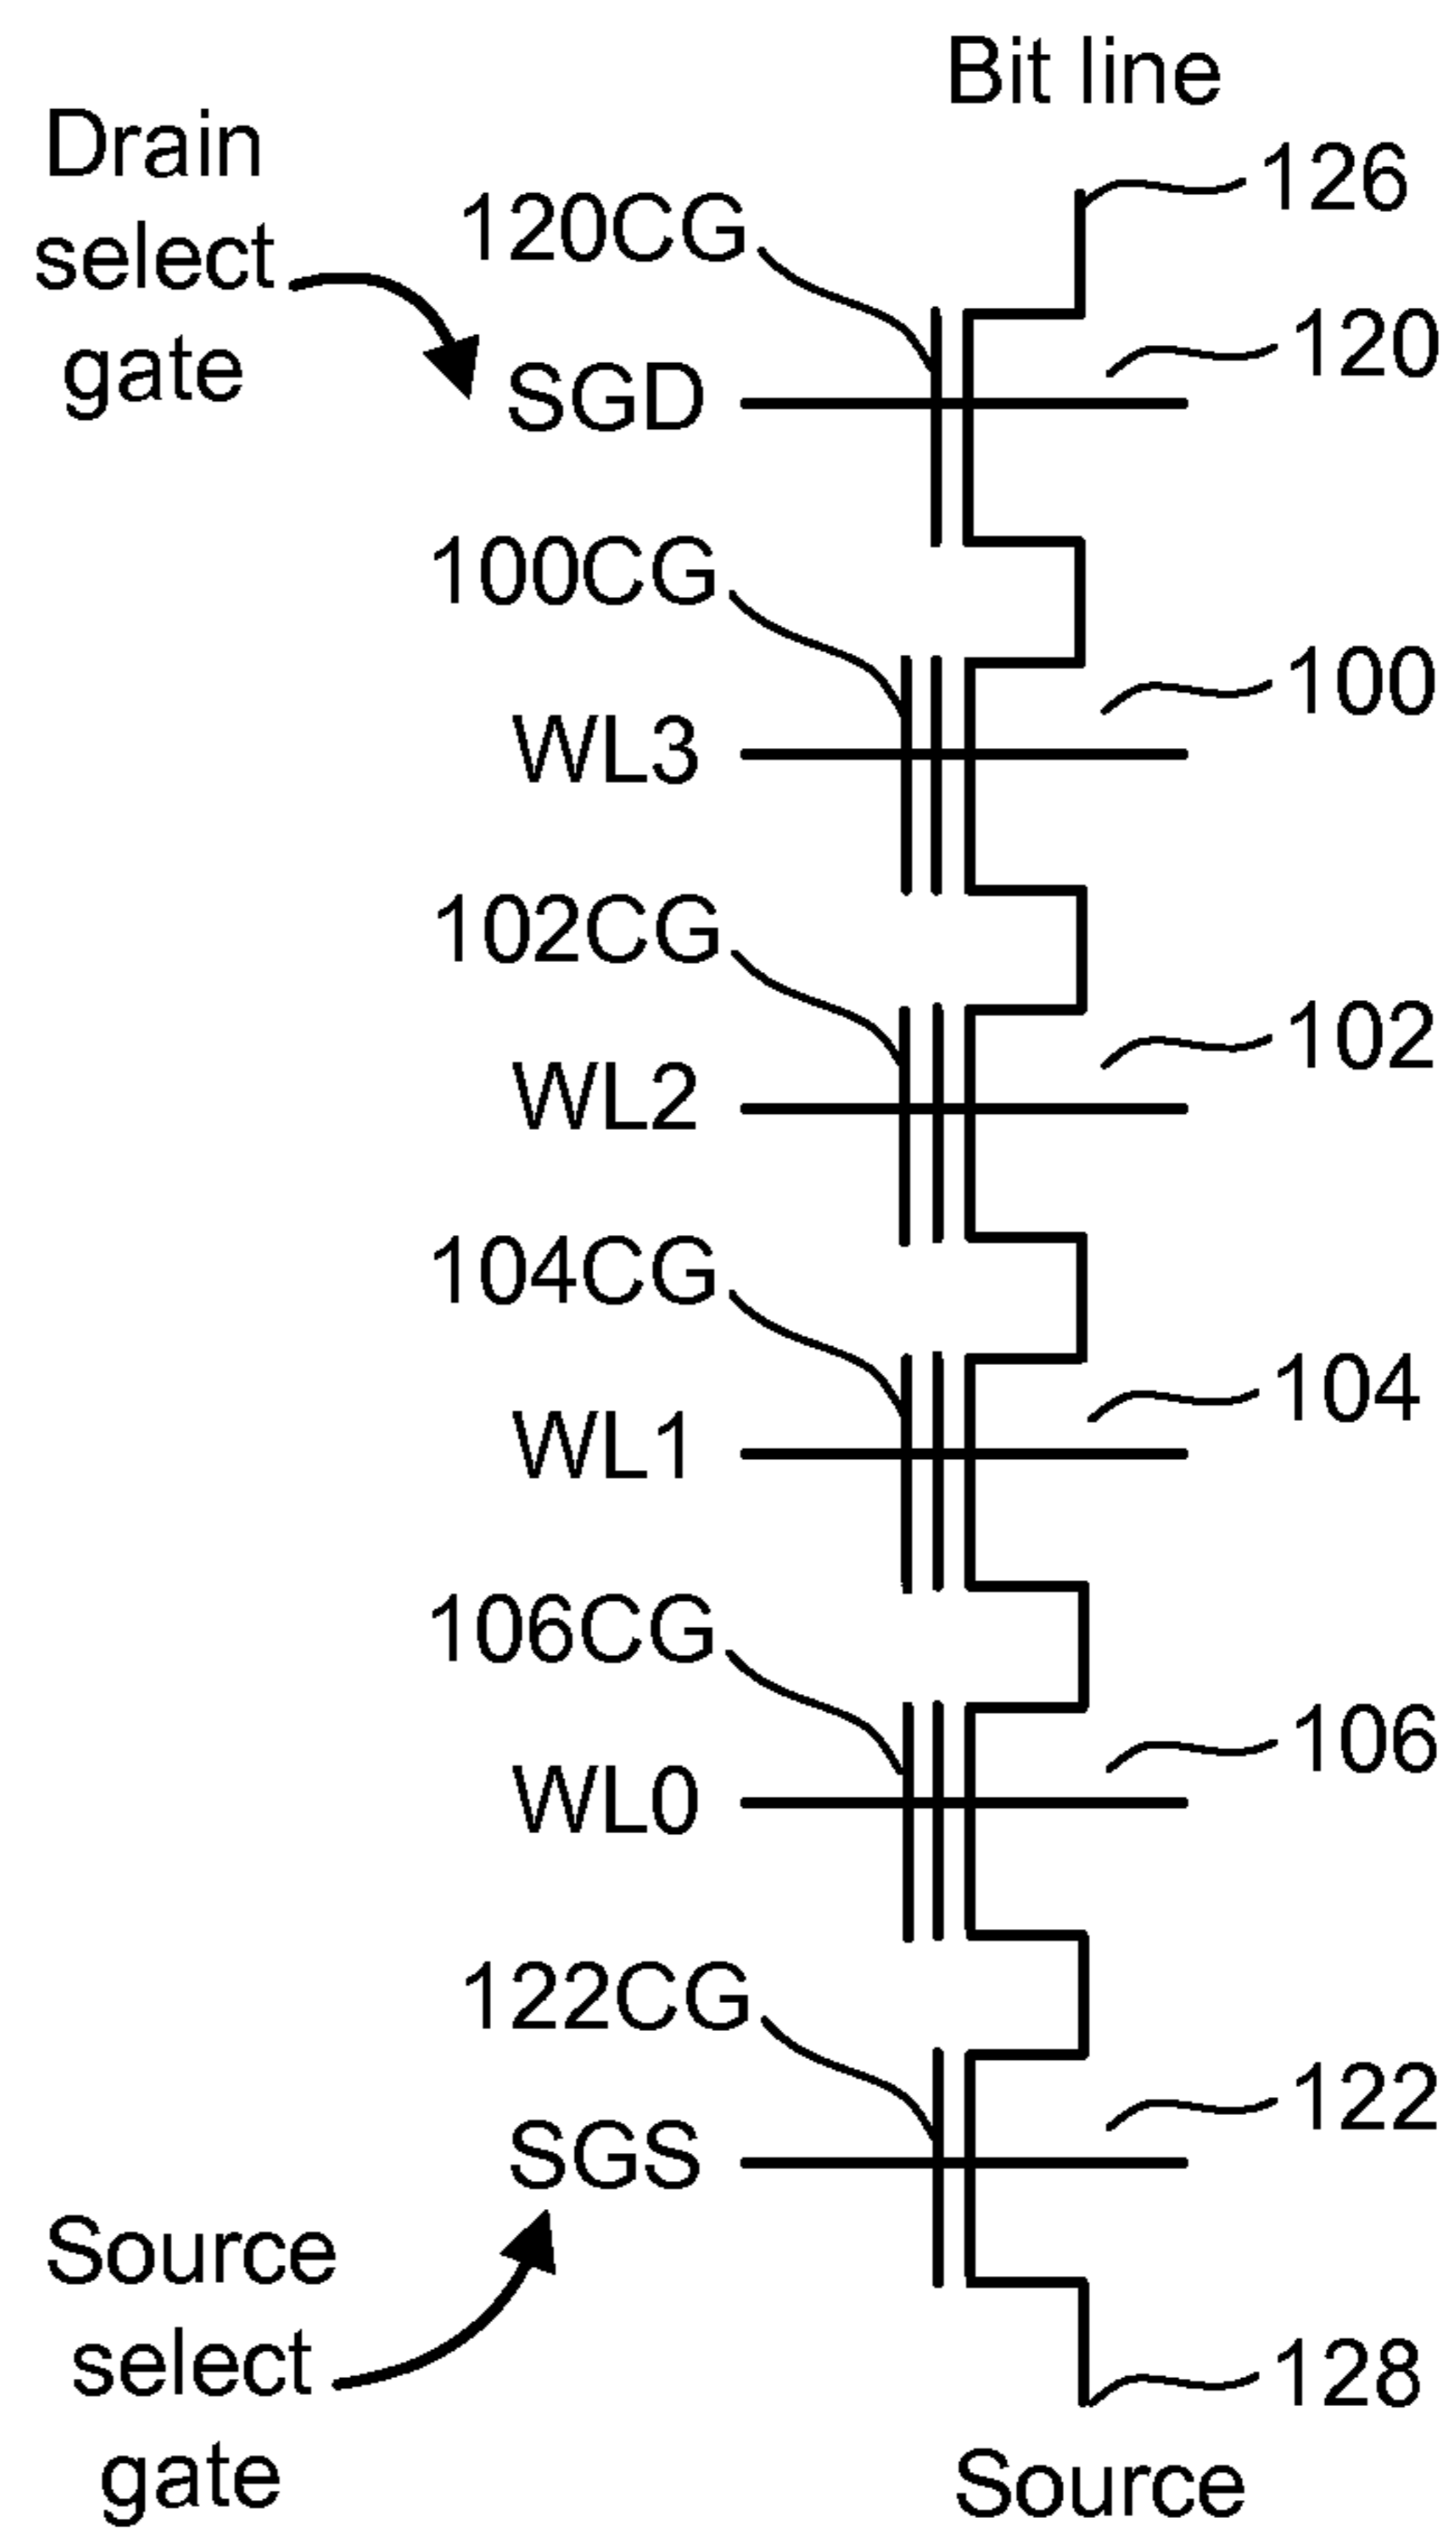 Bit line
126
Drain
select
gate
120CG
120
SGD
100CG
100
WL3
102CG
102
WL2
104CG
104
WL1
106CG
106
WL0
122CG
122
SGS
Source
select
gate
128
Source